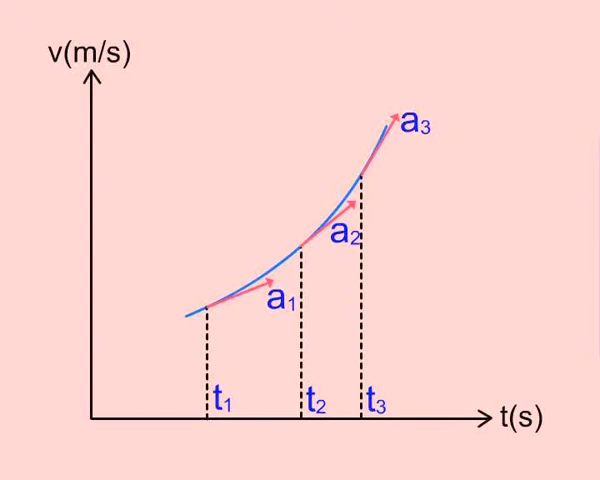 v(m/s)
a₃
a₂
a₁
t₁ t₂ t₃
t(s)